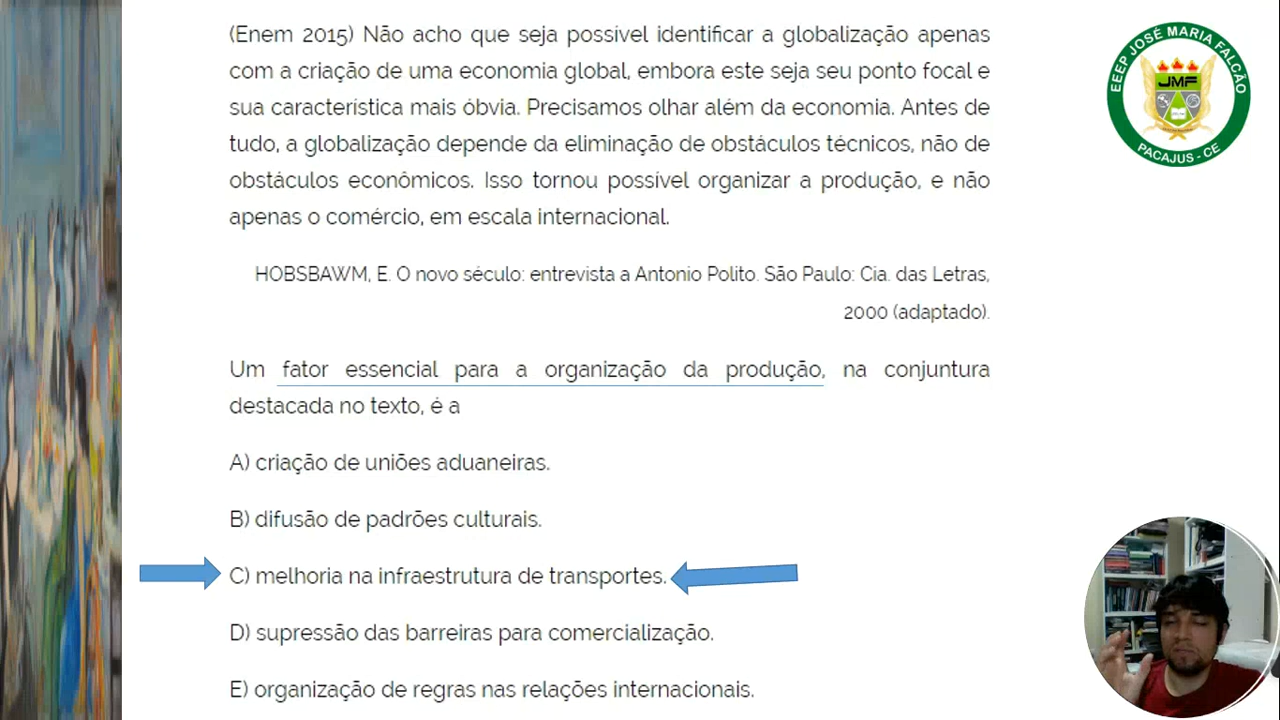 (Enem 2015) Não acho que seja possível identificar a globalização apenas
com a criação de uma economia global, embora este seja seu ponto focal e
sua característica mais óbvia. Precisamos olhar além da economia. Antes de
tudo, a globalização depende da eliminação de obstáculos técnicos, não de
obstáculos econômicos. Isso tornou possível organizar a produção, e não
apenas o comércio, em escala internacional.
HOBSBAWM, E. O novo século: entrevista a Antonio Polito. São Paulo: Cia. das Letras,
2000 (adaptado).
Um fator essencial para a organização da produção, na conjuntura
destacada no texto, é a
A) criação de uniões aduaneiras.
B) difusão de padrões culturais.
C) melhoria na infraestrutura de transportes.
D) supressão das barreiras para comercialização.
E) organização de regras nas relações internacionais.
EEEP JOSÉ MARIA FALCÃO
JMF
PACAJUS - CE